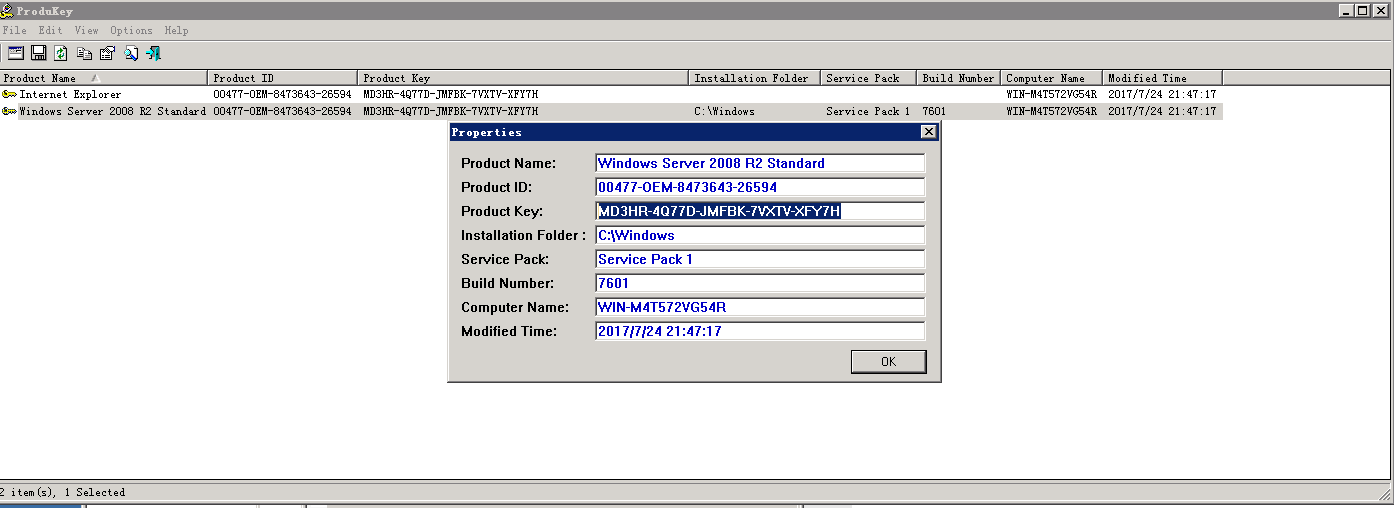 ProduKey
File Edit View Options Help
Product Name Product ID Product Key Installation Folder Service Pack Build Number Computer Name Modified Time
Internet Explorer 00477-OEM-8473643-26594 MD3HR-4Q77D-JMFBK-7VXTV-XFY7H WIN-M4T572VG54R 2017/7/24 21:47:17
Windows Server 2008 R2 Standard 00477-OEM-8473643-26594 MD3HR-4Q77D-JMFBK-7VXTV-XFY7H C:\Windows Service Pack 1 7601 WIN-M4T572VG54R 2017/7/24 21:47:17
Properties
Product Name: Windows Server 2008 R2 Standard
Product ID: 00477-OEM-8473643-26594
Product Key: MD3HR-4Q77D-JMFBK-7VXTV-XFY7H
Installation Folder : C:\Windows
Service Pack: Service Pack 1
Build Number: 7601
Computer Name: WIN-M4T572VG54R
Modified Time: 2017/7/24 21:47:17
OK
2 item(s), 1 Selected